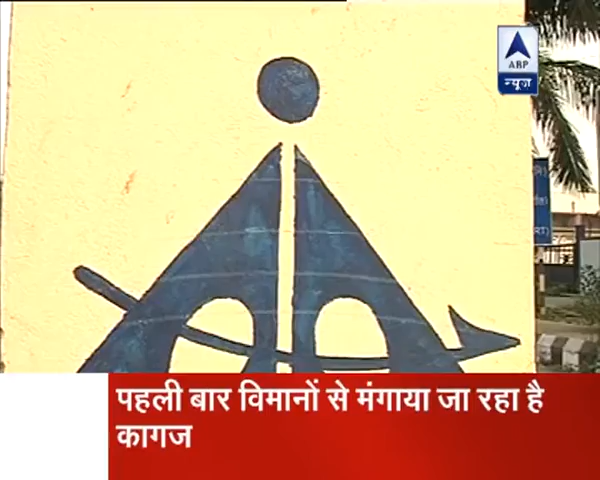 ABP
न्यूज़
पहली बार विमानों से मंगाया जा रहा है
कागज